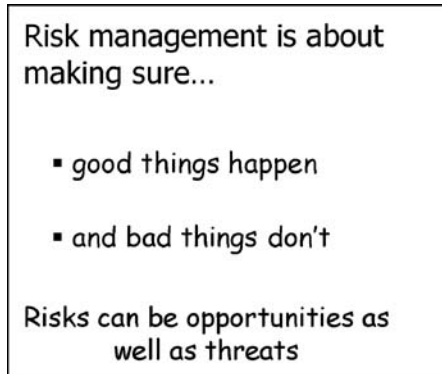 Risk management is about
making sure...
▪ good things happen
▪ and bad things don't
Risks can be opportunities as
well as threats